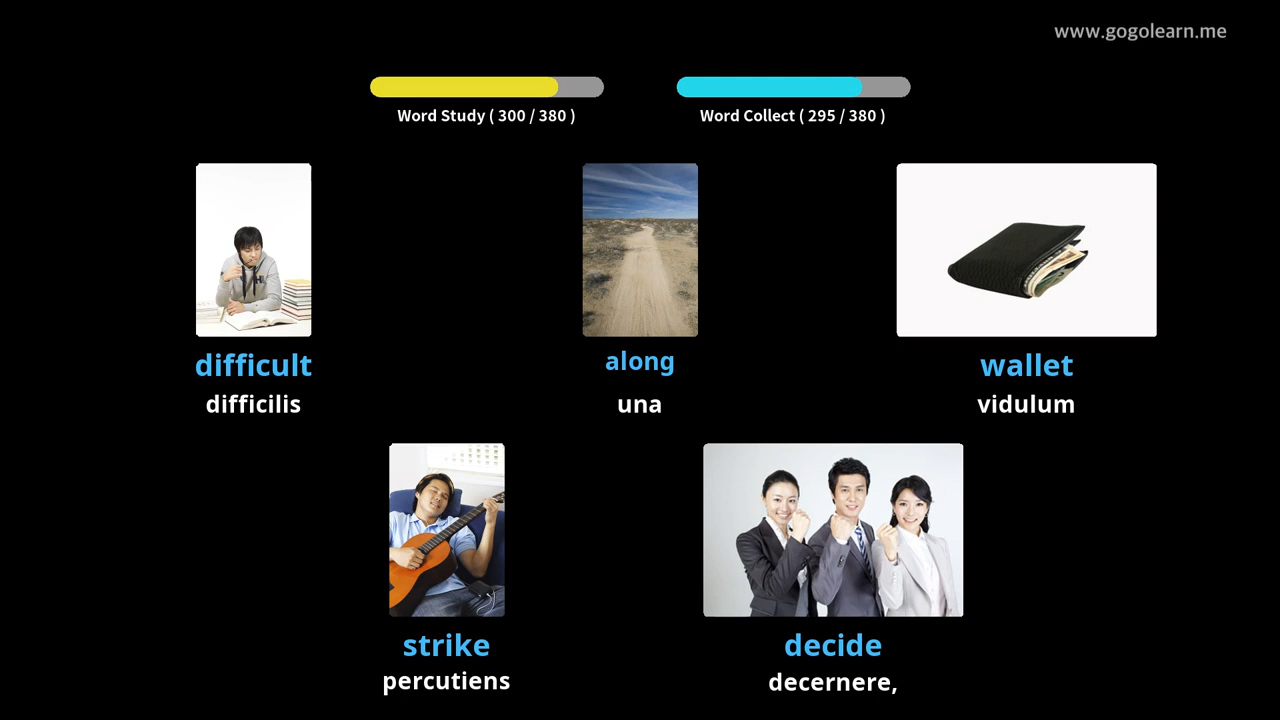 www.gogolearn.me
Word Study ( 300 / 380 )
Word Collect ( 295 / 380 )
difficult
difficilis
along
una
wallet
vidulum
strike
percutiens
decide
decernere,